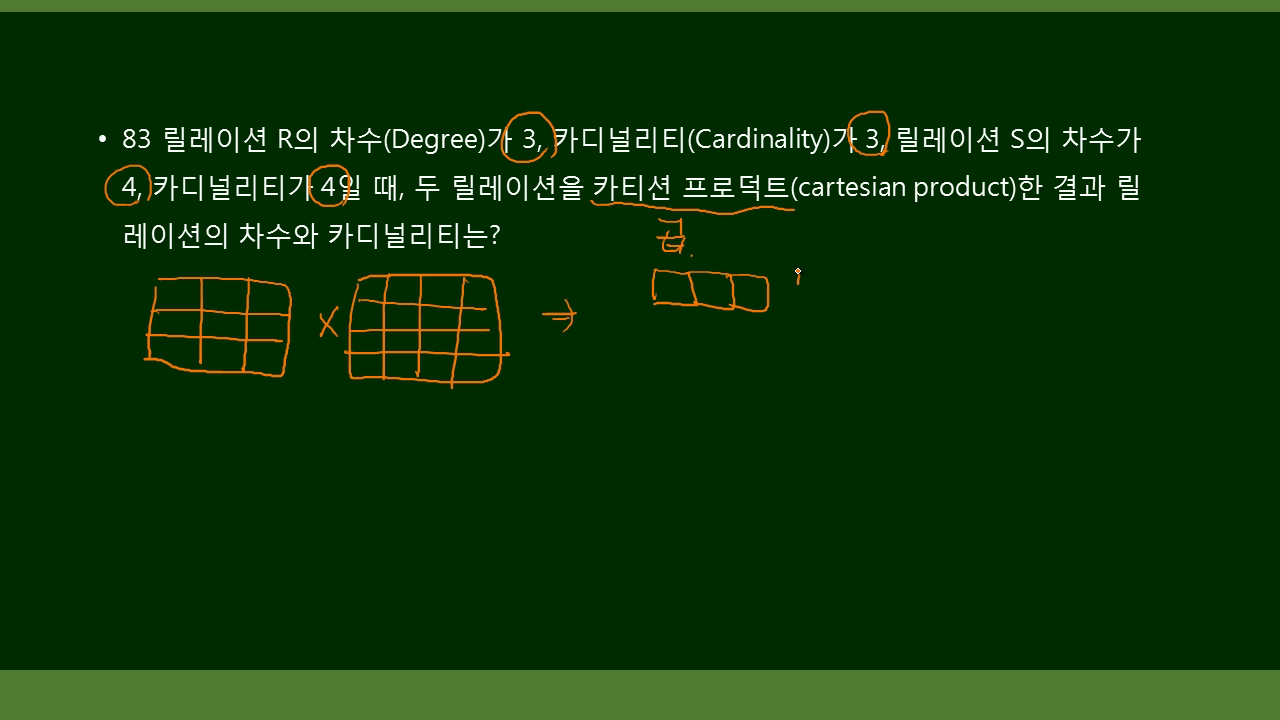 • 83 릴레이션 R의 차수(Degree)가 3, 카디널리티(Cardinality)가 3, 릴레이션 S의 차수가
4, 카디널리티가 4일 때, 두 릴레이션을 카티션 프로덕트(cartesian product)한 결과 릴
레이션의 차수와 카디널리티는?
X ⇒